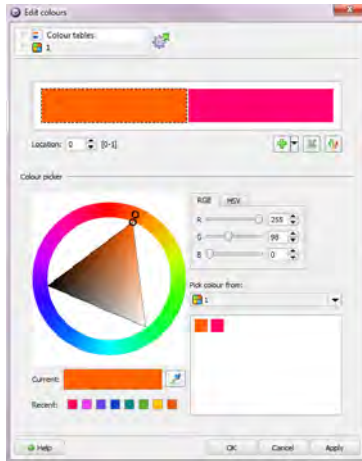 Edit colours
Colour tables
1
Location: 0 [0-1]
Colour picker
RGB HSV
R 255
G 98
B 0
Pick colour from:
1
Current:
Recent:
Help OK Cancel Apply